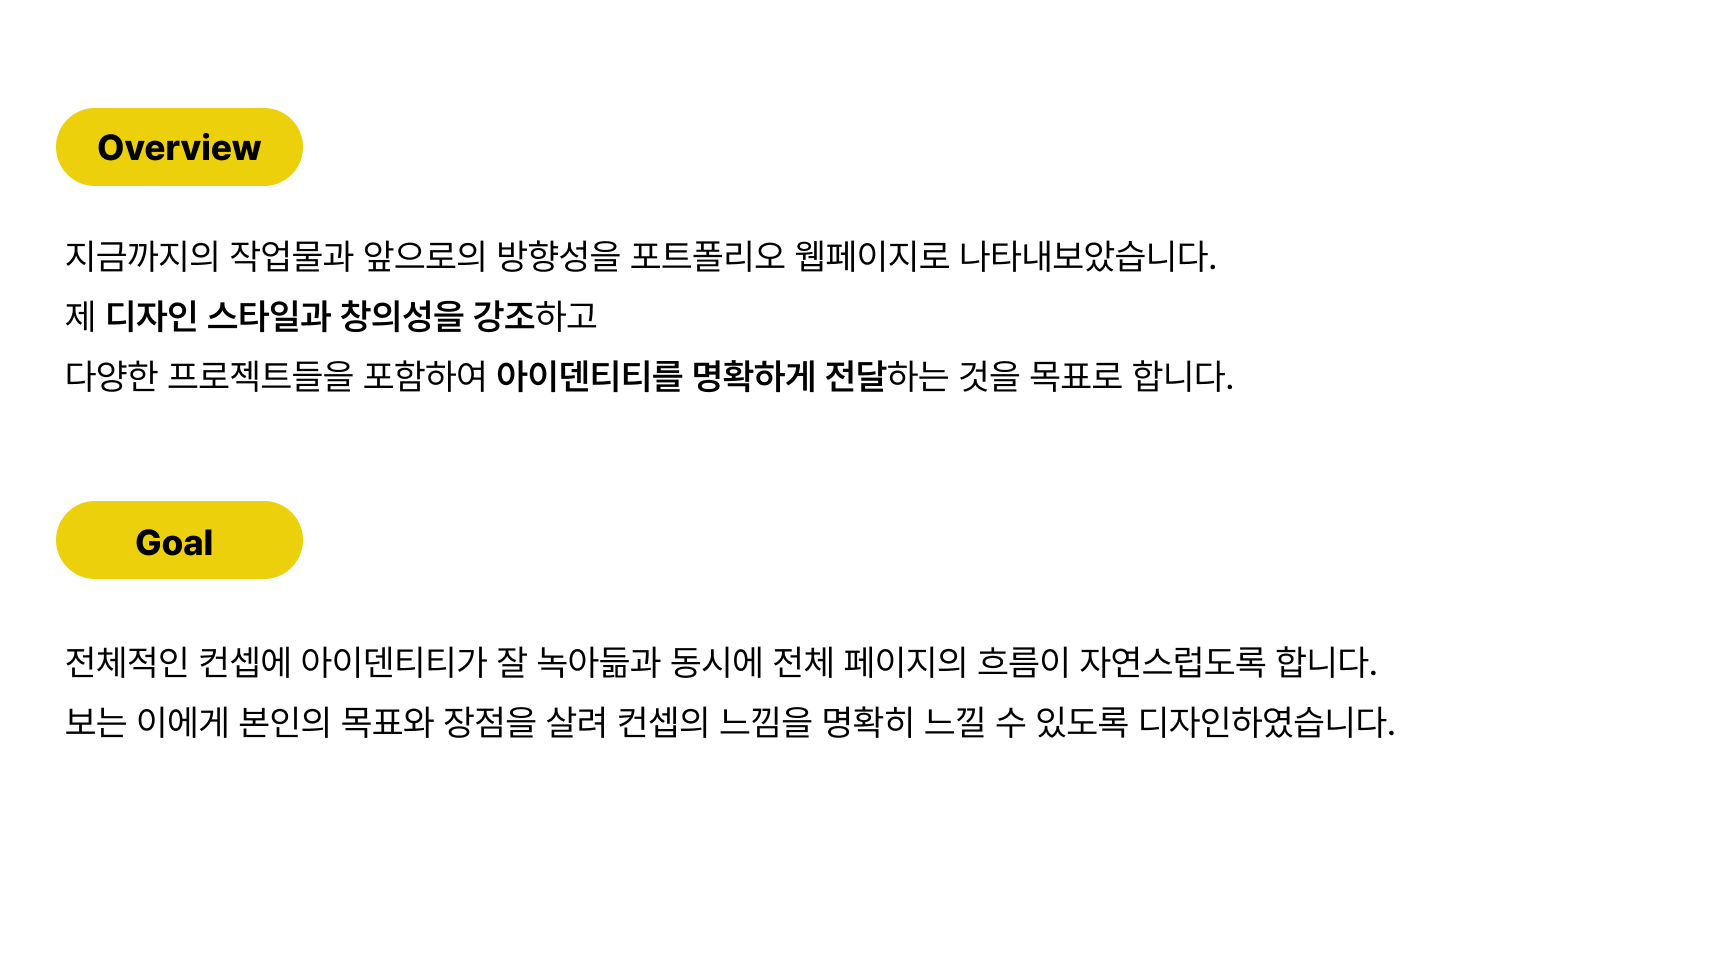 Overview
지금까지의 작업물과 앞으로의 방향성을 포트폴리오 웹페이지로 나타내보았습니다.
제 디자인 스타일과 창의성을 강조하고
다양한 프로젝트들을 포함하여 아이덴티티를 명확하게 전달하는 것을 목표로 합니다.
Goal
전체적인 컨셉에 아이덴티티가 잘 녹아듦과 동시에 전체 페이지의 흐름이 자연스럽도록 합니다.
보는 이에게 본인의 목표와 장점을 살려 컨셉의 느낌을 명확히 느낄 수 있도록 디자인하였습니다.